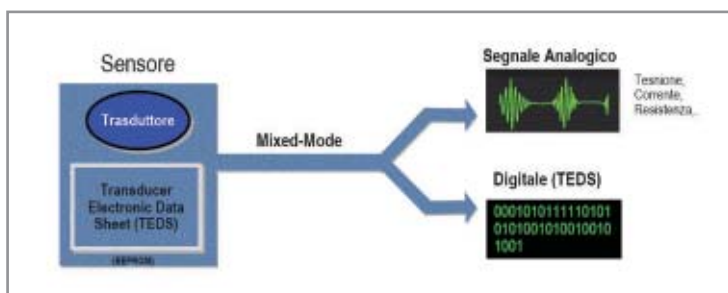 Sensore
Trasduttore
Transducer
Electronic Data
Sheet (TEDS)
(EEPROM)
Mixed-Mode
Segnale Analogico
Tesnione,
Corrente,
Resistenza,..
Digitale (TEDS)
0001010111110101
0101001010010010
1001